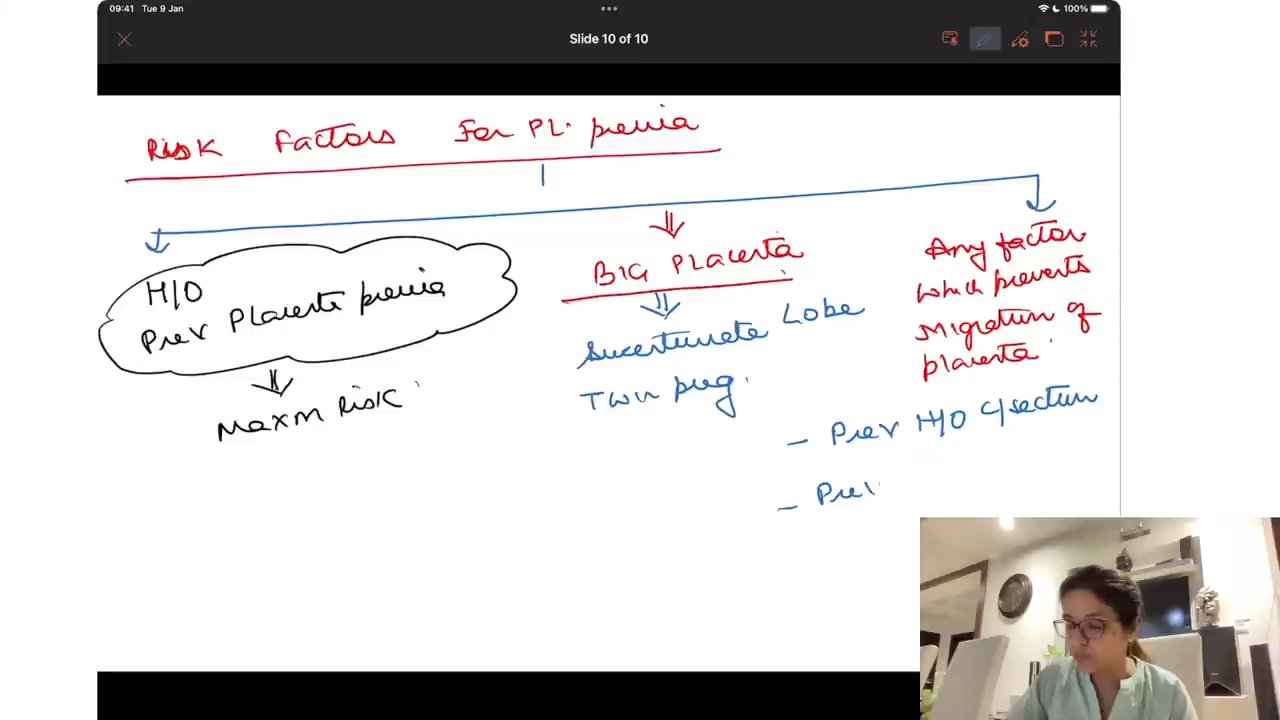 09:41 Tue 9 Jan
100%
Slide 10 of 10
Risk Factors For PL. previa
H/O
Prev Placenta previa
Maxm Risk
BIG Placenta
Succenturate Lobe
Twin preg.
Any factor
which prevents
Migration of
placenta
- Prev H/O C/section
- Prev